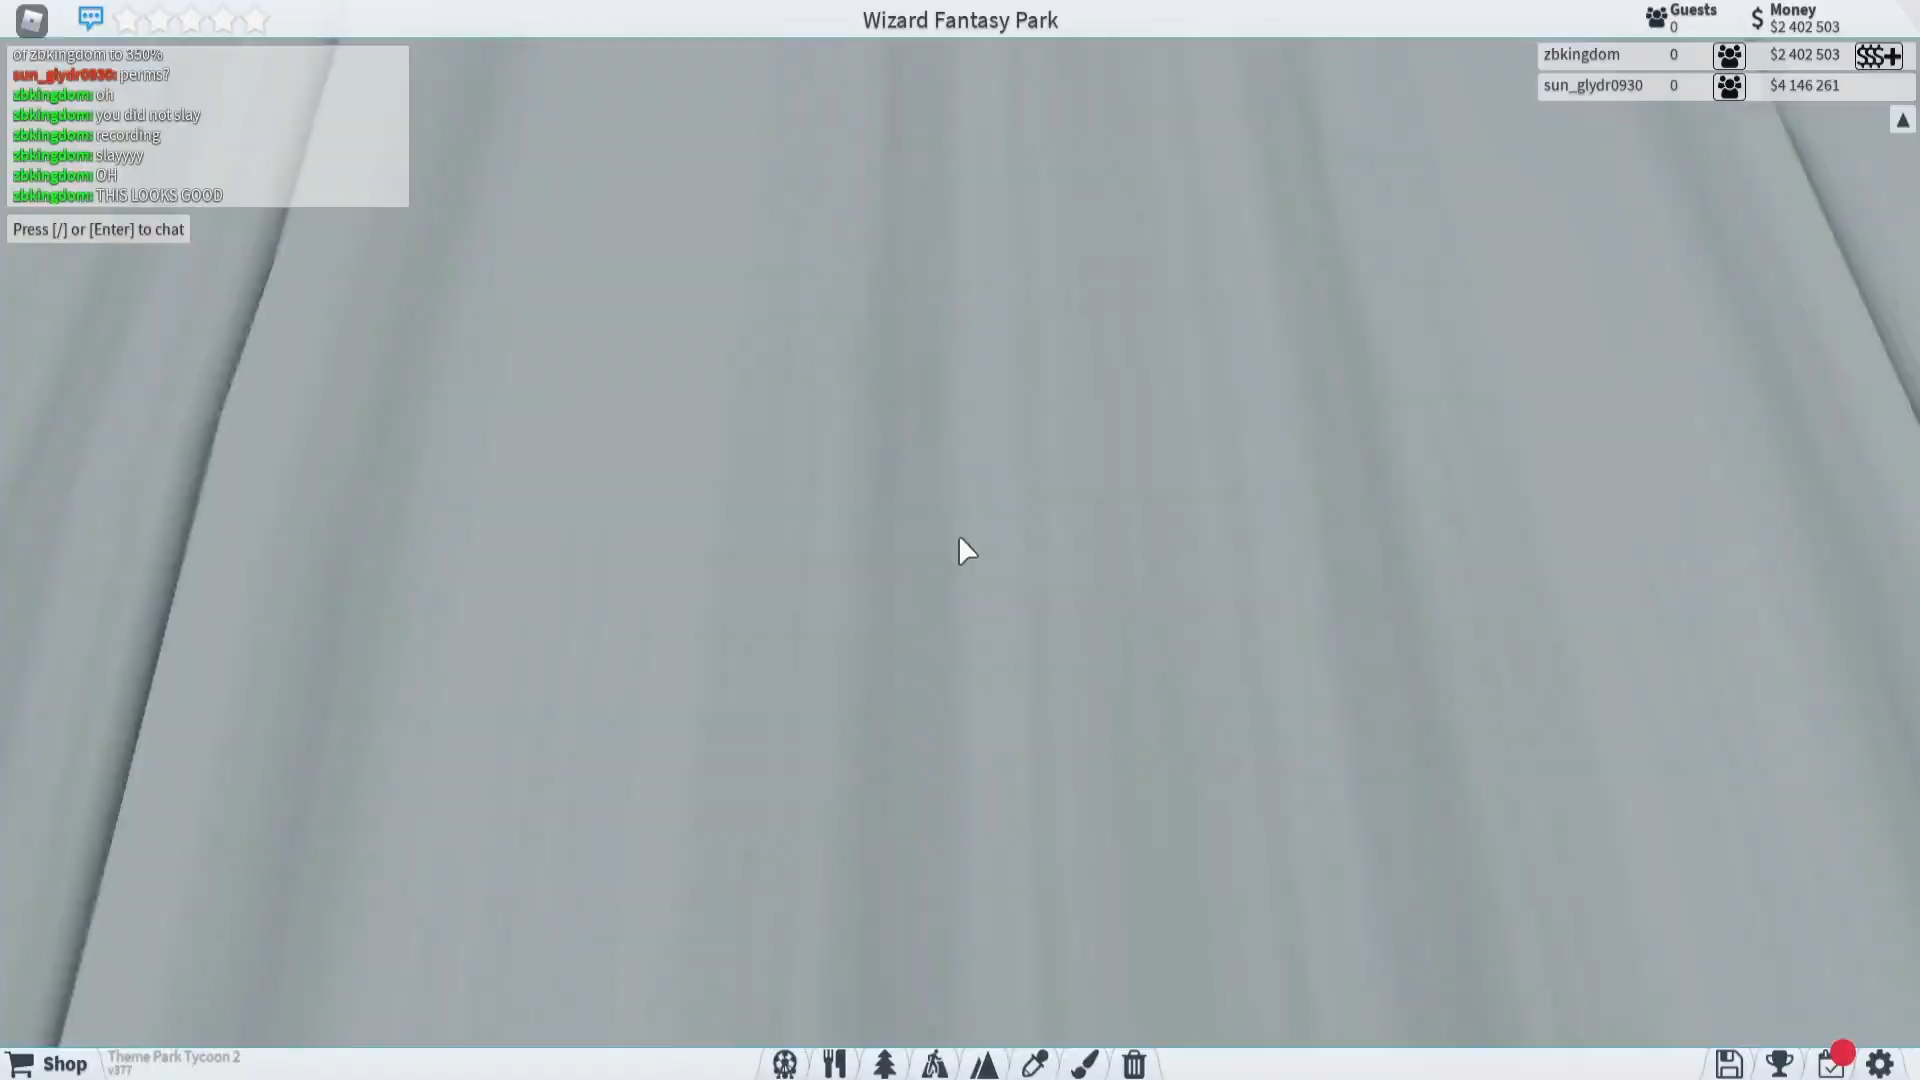 Wizard Fantasy Park
Guests
0
$
Money
$2 402 503
zbkingdom 0 $2 402 503 $$$+
sun_glydr0930 0 $4 146 261
of zbkingdom to 350%
sun_glydr0930: perms?
zbkingdom: oh
zbkingdom: you did not slay
zbkingdom: recording
zbkingdom: slayyyy
zbkingdom: OH
zbkingdom: THIS LOOKS GOOD
Press [/] or [Enter] to chat
Shop
Theme Park Tycoon 2
v377